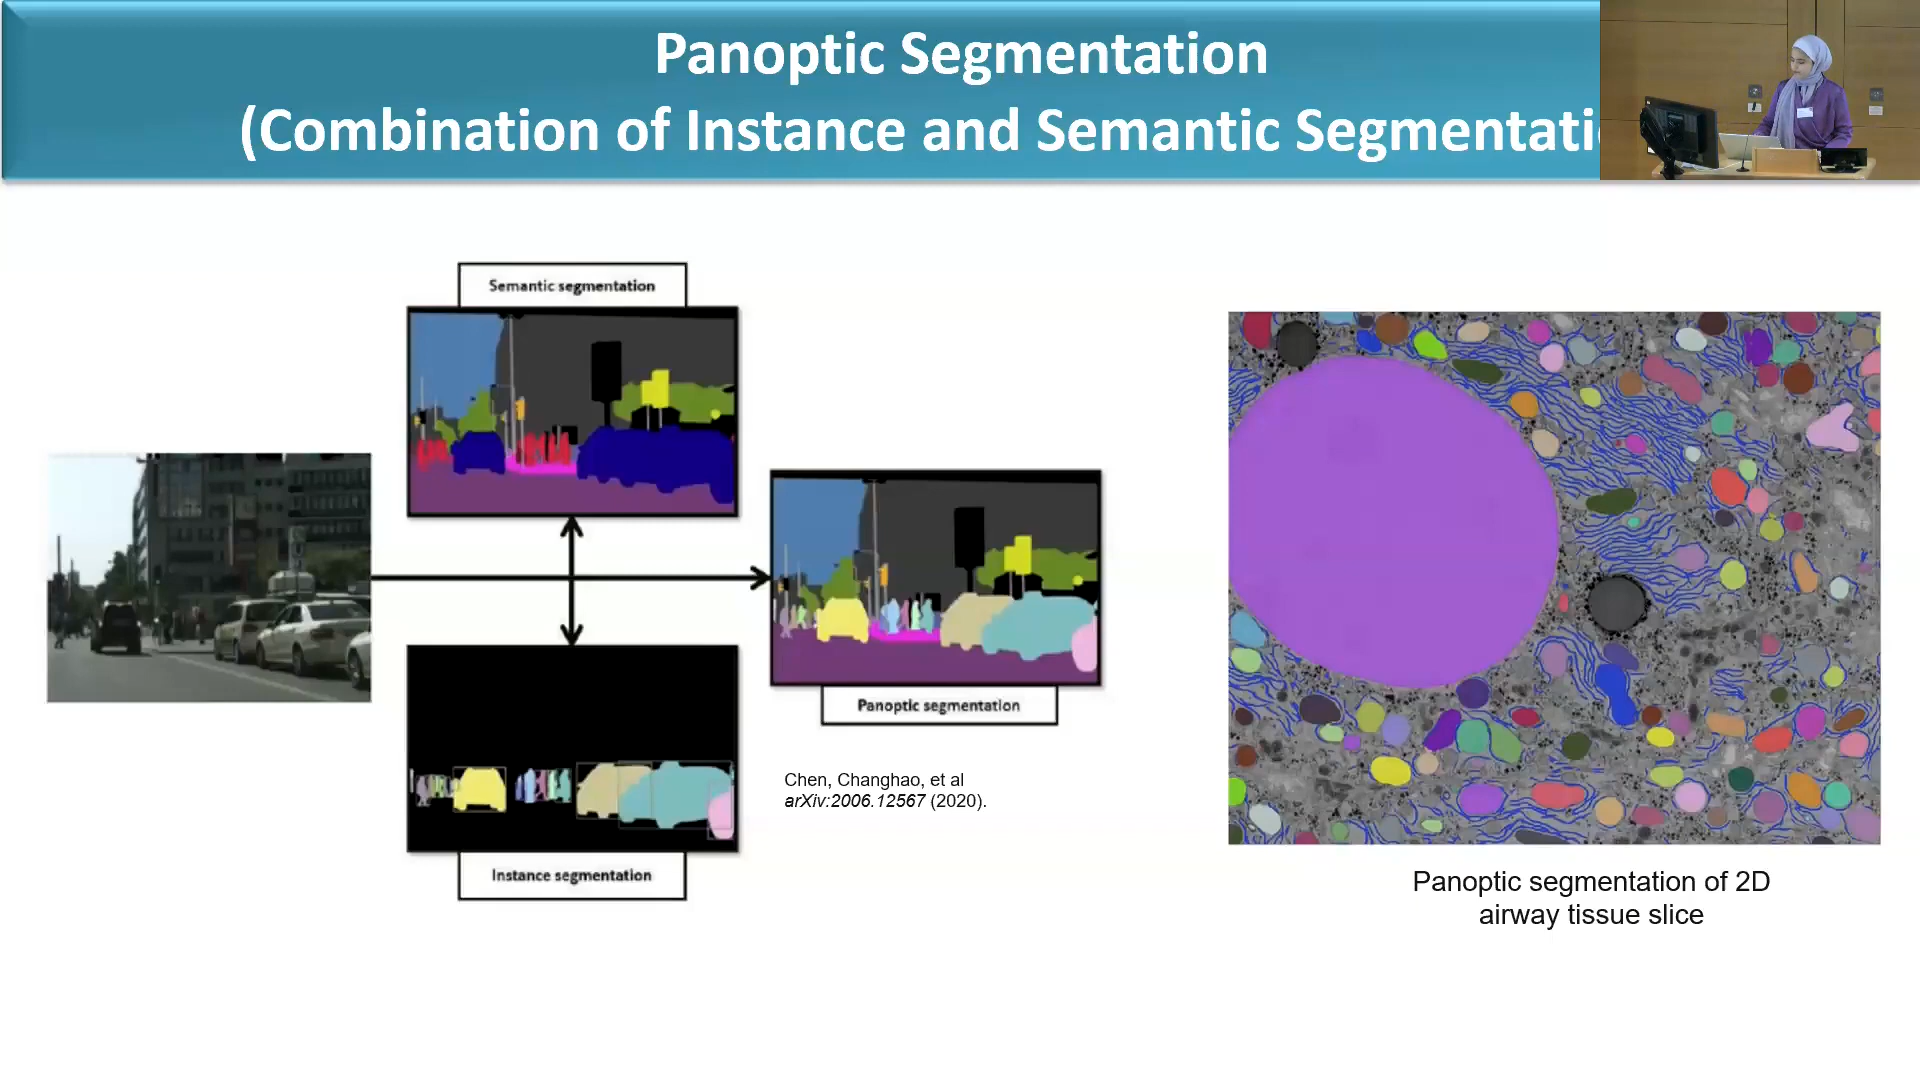 Panoptic Segmentation
(Combination of Instance and Semantic Segmentati
Semantic segmentation
Panoptic segmentation
Chen, Changhao, et al
arXiv:2006.12567 (2020).
Instance segmentation
Panoptic segmentation of 2D
airway tissue slice